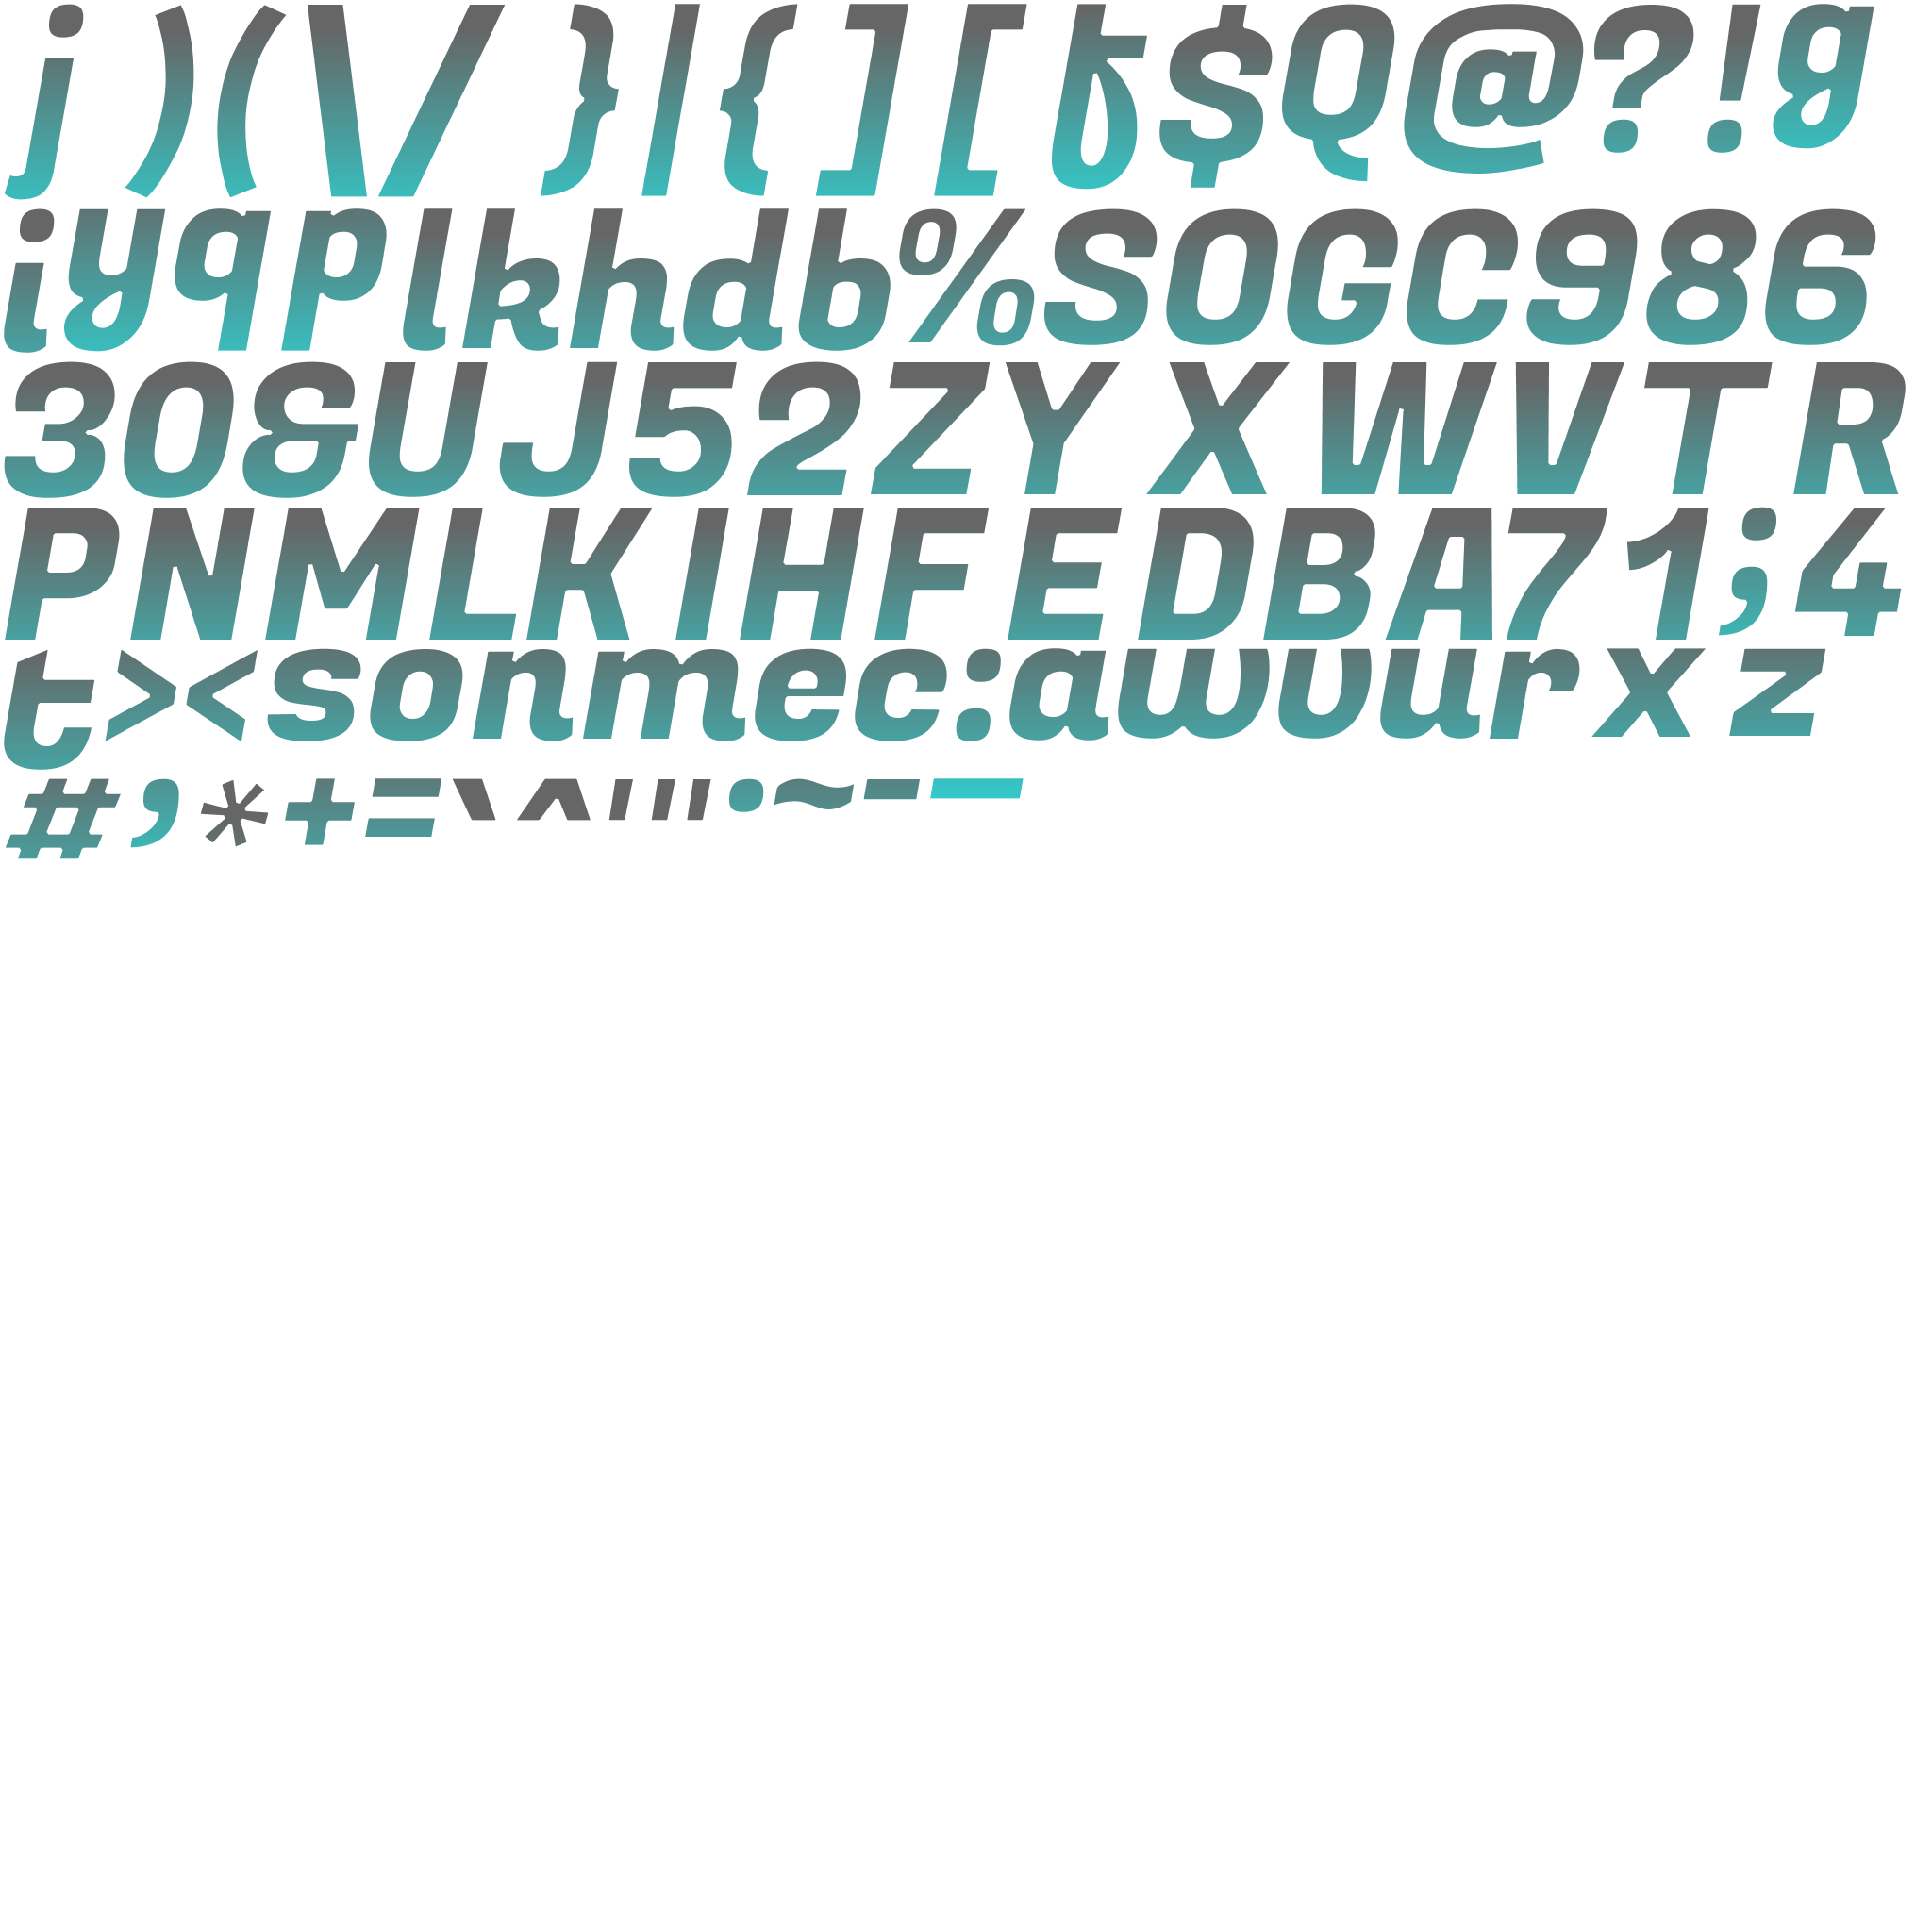 j)(\/}|{][f$Q@?!g
iyqplkhdb%SOGC986
30&UJ52ZYXWVTR
PNMLKIHFEDBA71;4
t><sonmec:awvurxz
#,*+=`^'".~-_